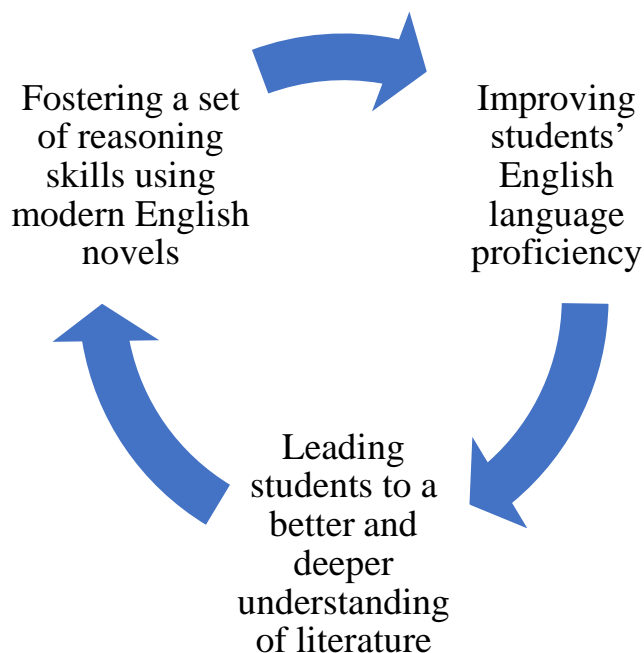 Fostering a set
of reasoning
skills using
modern English
novels
Improving
students’
English
language
proficiency
Leading
students to a
better and
deeper
understanding
of literature